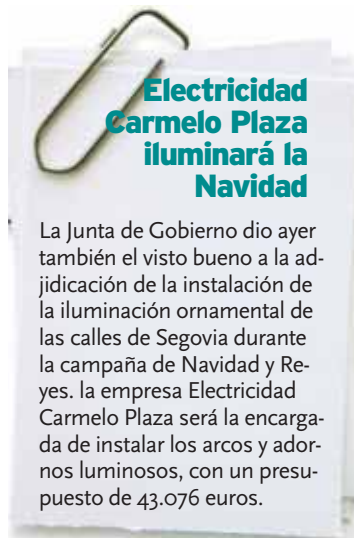 Electricidad
Carmelo Plaza
iluminará la
Navidad
La Junta de Gobierno dio ayer
también el visto bueno a la ad-
jidicación de la instalación de
la iluminación ornamental de
las calles de Segovia durante
la campaña de Navidad y Re-
yes. la empresa Electricidad
Carmelo Plaza será la encarga-
da de instalar los arcos y ador-
nos luminosos, con un presu-
puesto de 43.076 euros.